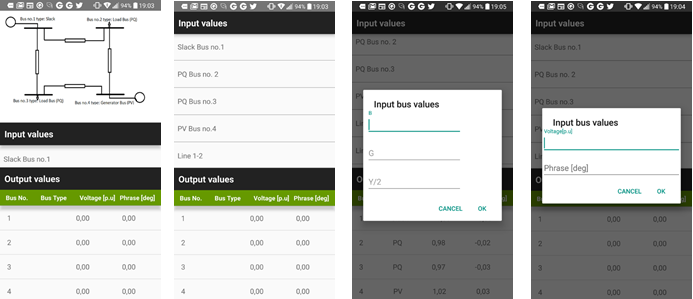 94% 19:03
Bus no.1 type: Slack
Bus no.2 type: Load Bus (PQ)
Bus no.3 type: Load Bus (PQ)
Bus no.4 type: Generator Bus (PV)
Input values
Slack Bus no.1
Output values
Bus No. Bus Type Voltage [p.u] Phrase [deg]
1 0,00 0,00
2 0,00 0,00
3 0,00 0,00
4 0,00 0,00
94% 19:03
Input values
Slack Bus no.1
PQ Bus no. 2
PQ Bus no.3
PV Bus no.4
Line 1-2
Output values
Bus No. Bus Type Voltage [p.u] Phrase [deg]
1 0,00 0,00
2 0,00 0,00
3 0,00 0,00
4 0,00 0,00
94% 19:05
Input values
PQ Bus no. 2
PQ Bus no.3
PV
Line
Input bus values
B
G
Y/2
CANCEL OK
2 PQ 0,98 -0,02
3 PQ 0,97 -0,03
4 PV 1,02 0,03
94% 19:04
Input values
Slack Bus no.1
PQ Bus no. 2
PQ
PV
Line
Input bus values
Voltage[p.u]
Phrase [deg]
CANCEL OK
1 0,00 0,00
2 0,00 0,00
3 0,00 0,00
4 0,00 0,00